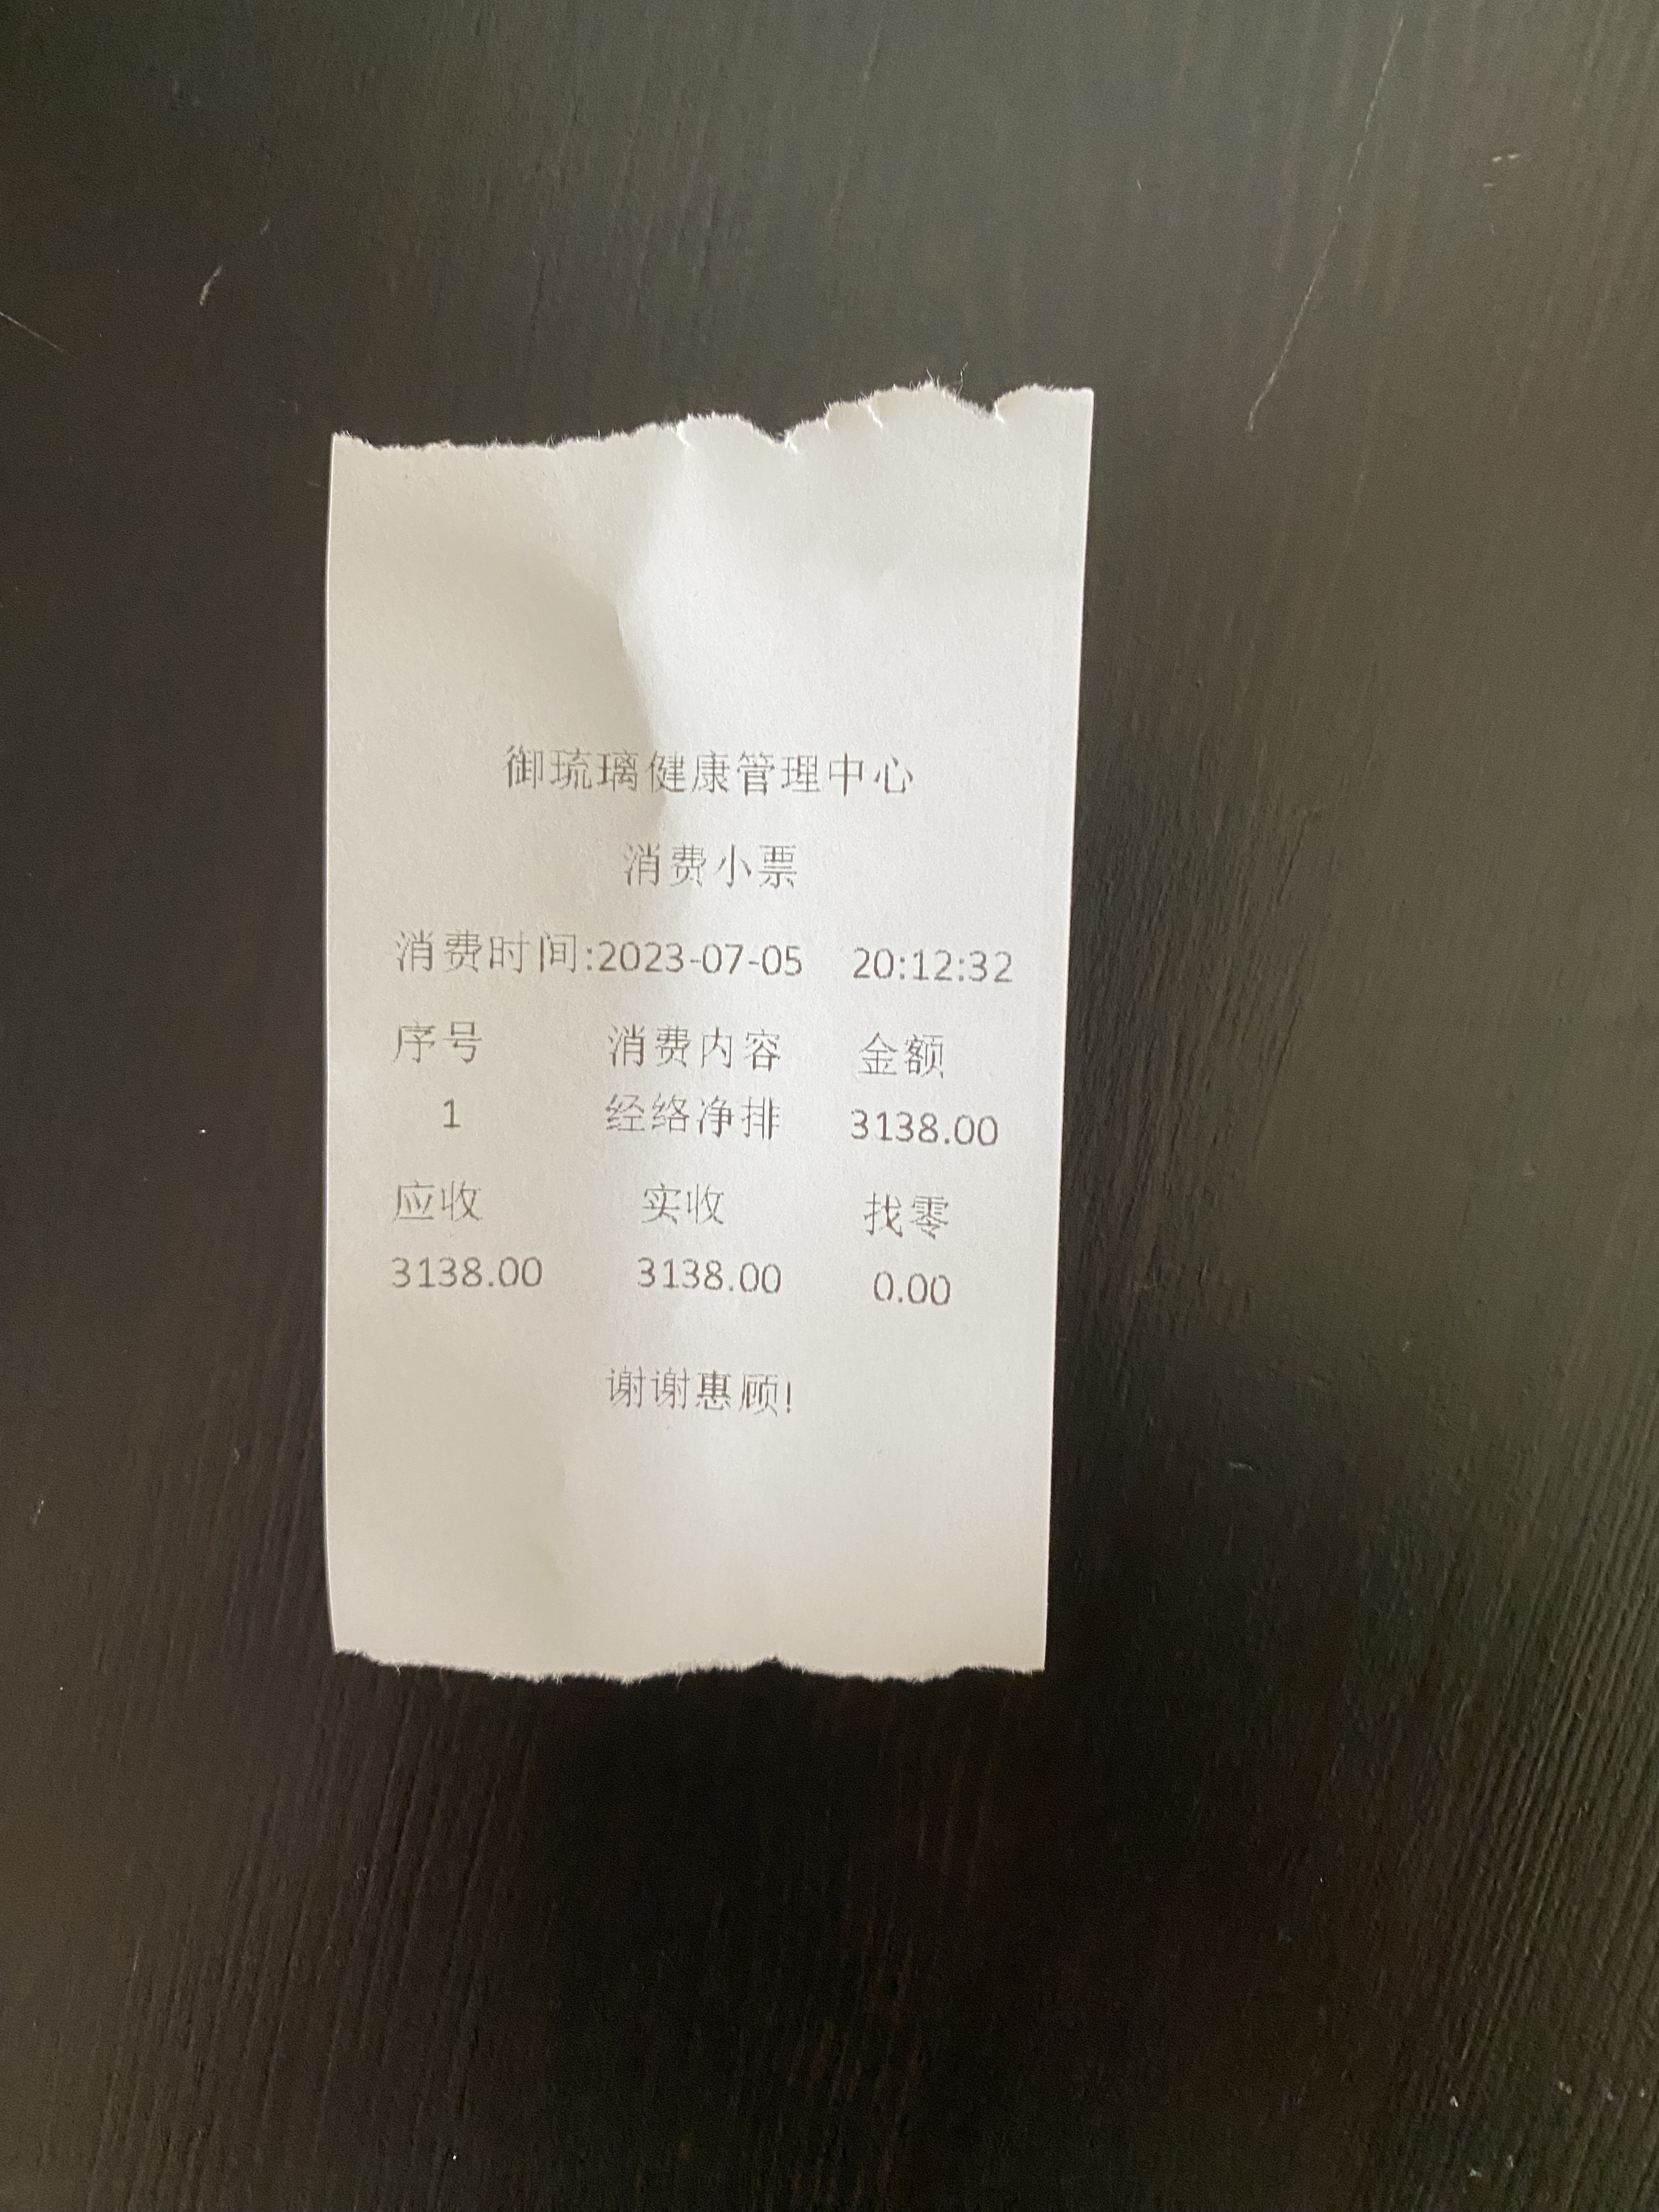 御琉璃健康管理中心
消费小票
消费时间:2023-07-05 20:12:32
序号 消费内容 金额
1 经络净排 3138.00
应收 实收 找零
3138.00 3138.00 0.00
谢谢惠顾!